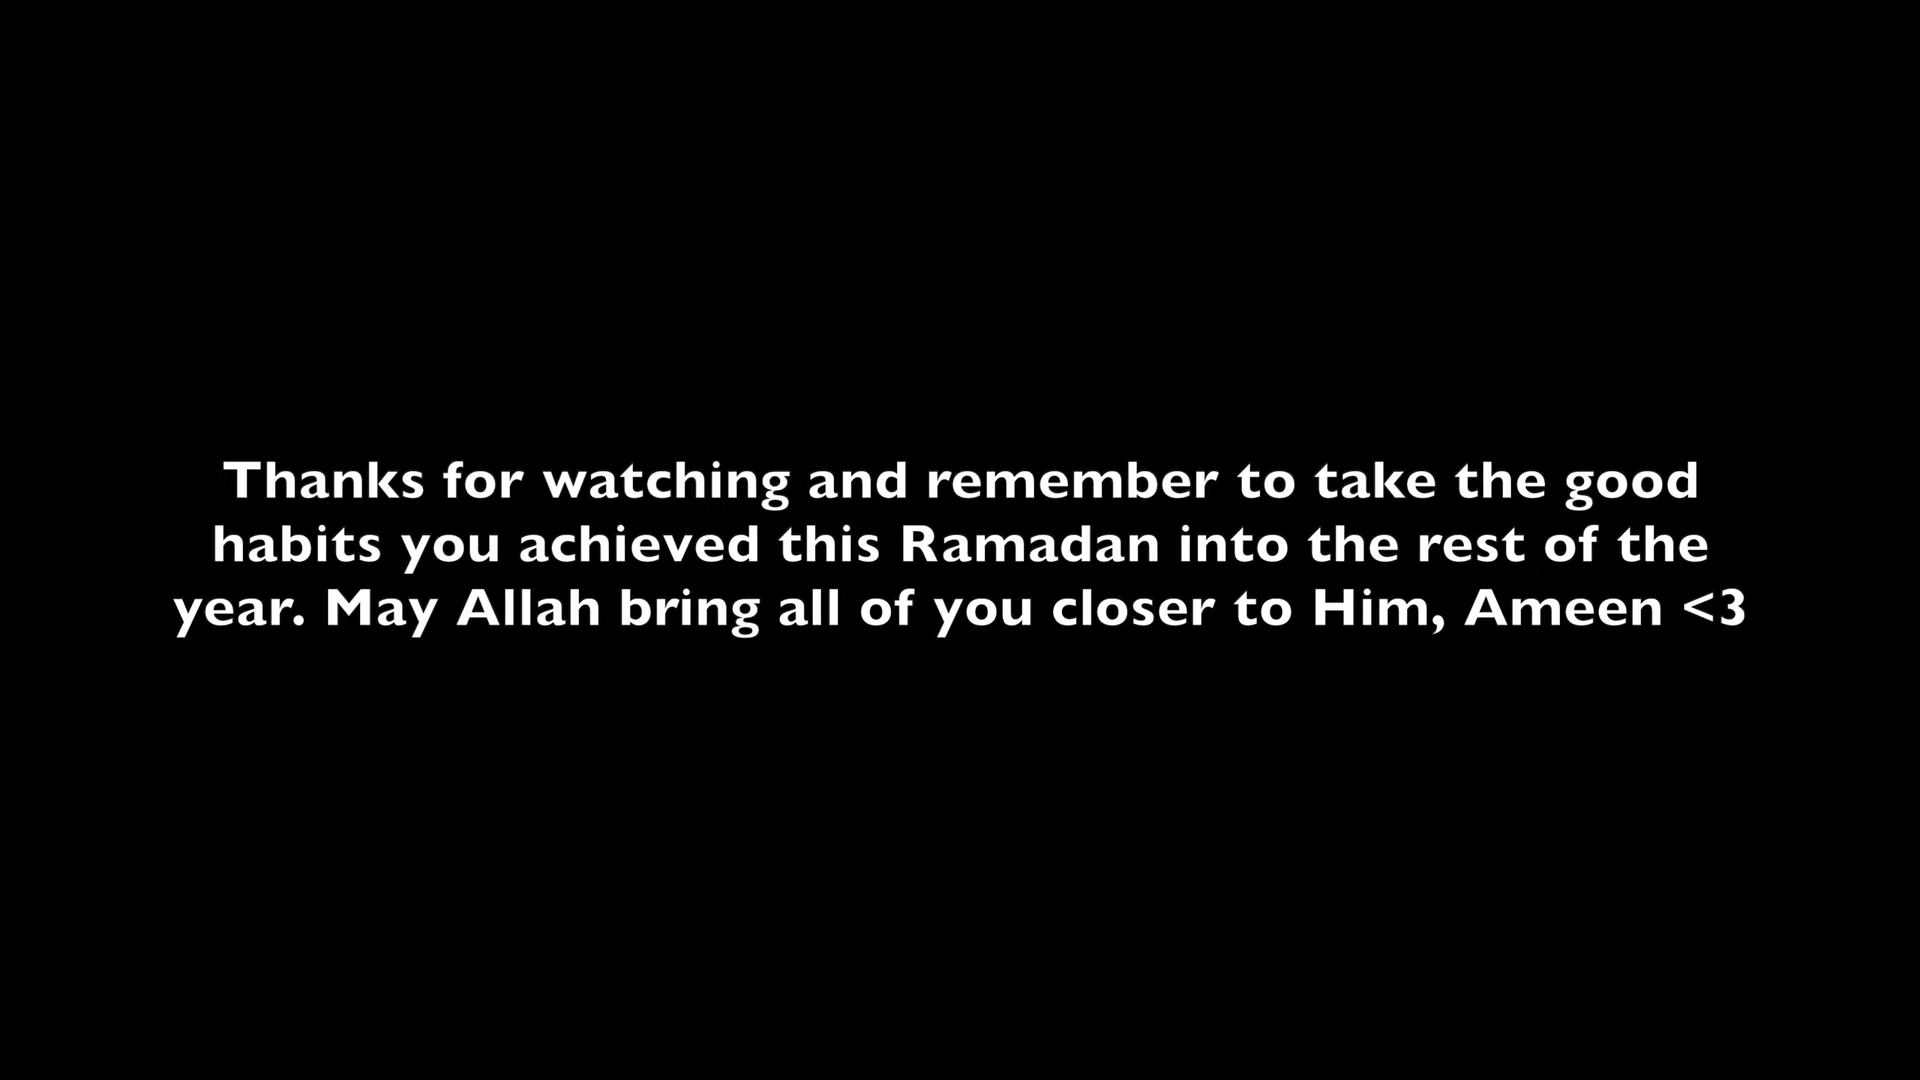 Thanks for watching and remember to take the good
habits you achieved this Ramadan into the rest of the
year. May Allah bring all of you closer to Him, Ameen <3